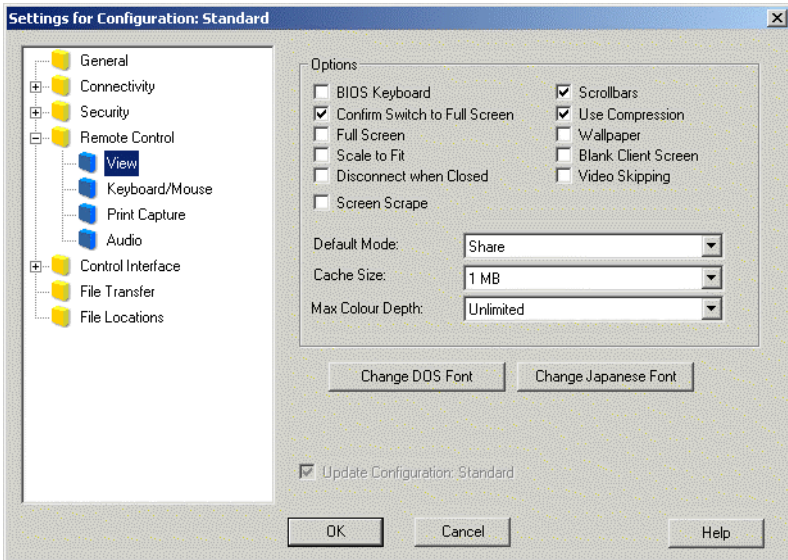 Settings for Configuration: Standard
General
Connectivity
Security
Remote Control
View
Keyboard/Mouse
Print Capture
Audio
Control Interface
File Transfer
File Locations
Options
BIOS Keyboard
Confirm Switch to Full Screen
Full Screen
Scale to Fit
Disconnect when Closed
Screen Scrape
Scrollbars
Use Compression
Wallpaper
Blank Client Screen
Video Skipping
Default Mode: Share
Cache Size: 1 MB
Max Colour Depth: Unlimited
Change DOS Font Change Japanese Font
Update Configuration: Standard
OK Cancel Help